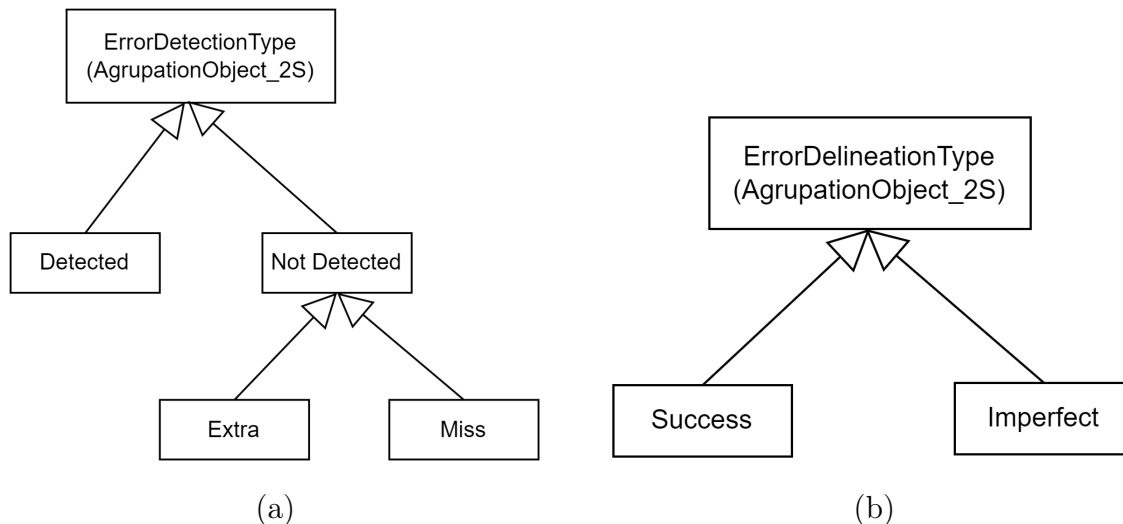 ErrorDetectionType
(AgrupationObject_2S)
Detected
Not Detected
Extra
Miss
(a)
ErrorDelineationType
(AgrupationObject_2S)
Success
Imperfect
(b)